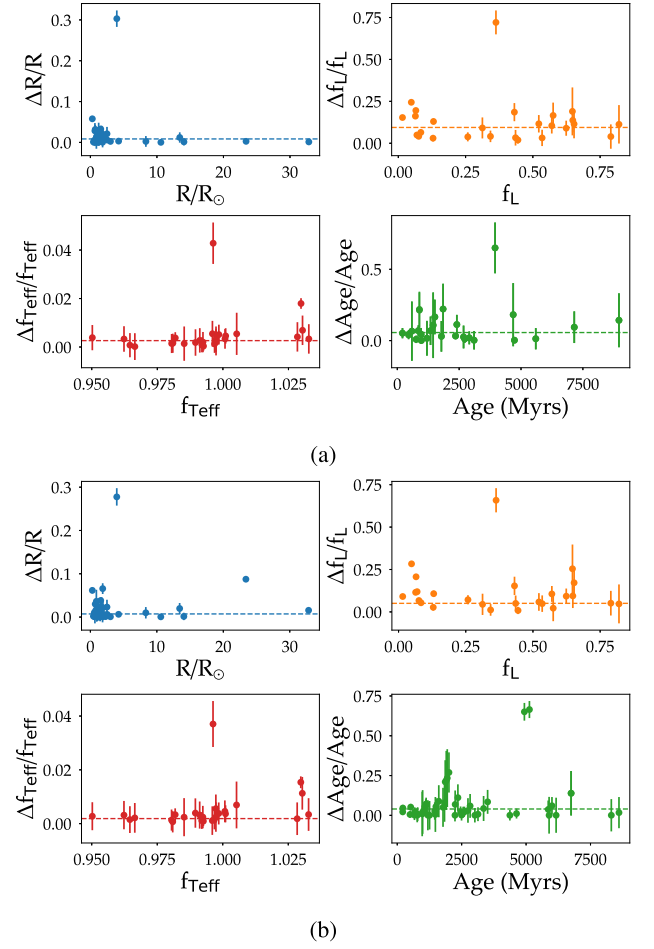 0.3
0.2
0.1
0.0
ΔR/R
0 10 20 30
R/R⊙
0.75
0.50
0.25
0.00
Δf_L/f_L
0.00 0.25 0.50 0.75
f_L
0.04
0.02
0.00
Δf_Teff/f_Teff
0.950 0.975 1.000 1.025
f_Teff
0.5
0.0
ΔAge/Age
0 2500 5000 7500
Age (Myrs)
(a)
0.3
0.2
0.1
0.0
ΔR/R
0 10 20 30
R/R⊙
0.75
0.50
0.25
0.00
Δf_L/f_L
0.00 0.25 0.50 0.75
f_L
0.04
0.02
0.00
Δf_Teff/f_Teff
0.950 0.975 1.000 1.025
f_Teff
0.75
0.50
0.25
0.00
ΔAge/Age
0 2500 5000 7500
Age (Myrs)
(b)